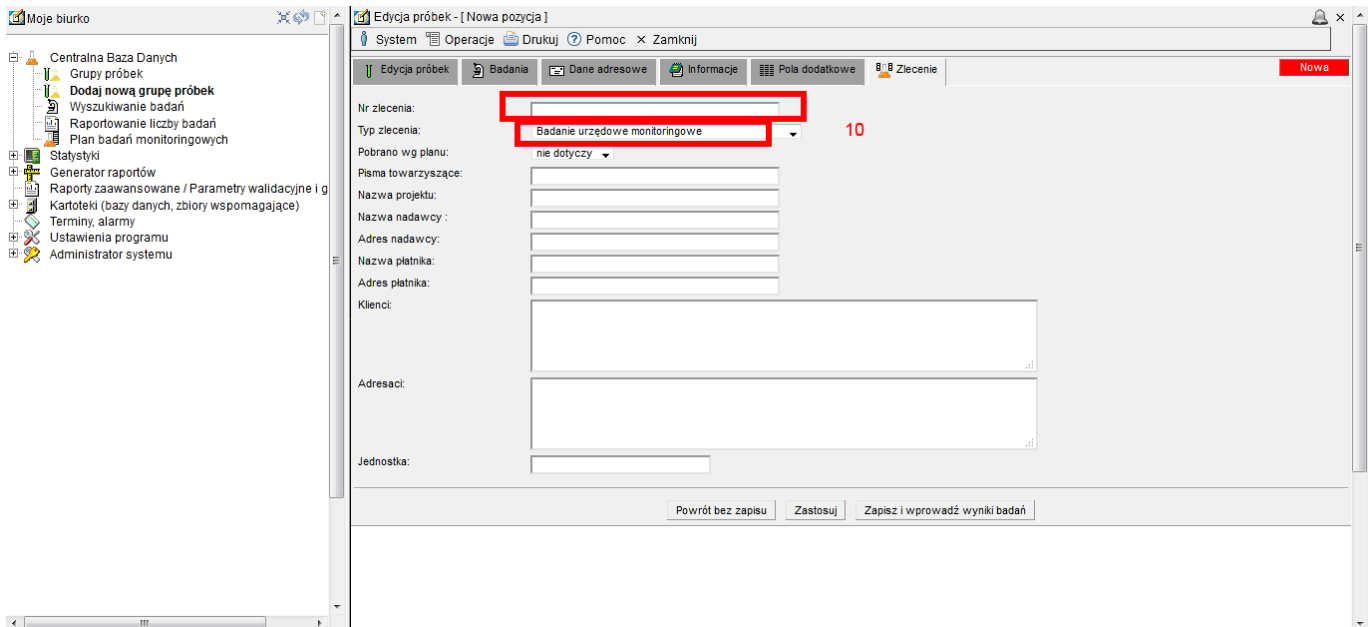 Moje biurko
Centralna Baza Danych
Grupy próbek
Dodaj nową grupę próbek
Wyszukiwanie badań
Raportowanie liczby badań
Plan badań monitoringowych
Statystyki
Generator raportów
Raporty zaawansowane / Parametry walidacyjne i g
Kartoteki (bazy danych, zbiory wspomagające)
Terminy, alarmy
Ustawienia programu
Administrator systemu
Edycja próbek - [ Nowa pozycja ]
System Operacje Drukuj Pomoc Zamknij
Edycja próbek Badania Dane adresowe Informacje Pola dodatkowe Zlecenie Nowa
Nr zlecenia:
Typ zlecenia: Badanie urzędowe monitoringowe 10
Pobrano wg planu: nie dotyczy
Pisma towarzyszące:
Nazwa projektu:
Nazwa nadawcy :
Adres nadawcy:
Nazwa płatnika:
Adres płatnika:
Klienci:
Adresaci:
Jednostka:
Powrót bez zapisu Zastosuj Zapisz i wprowadź wyniki badań